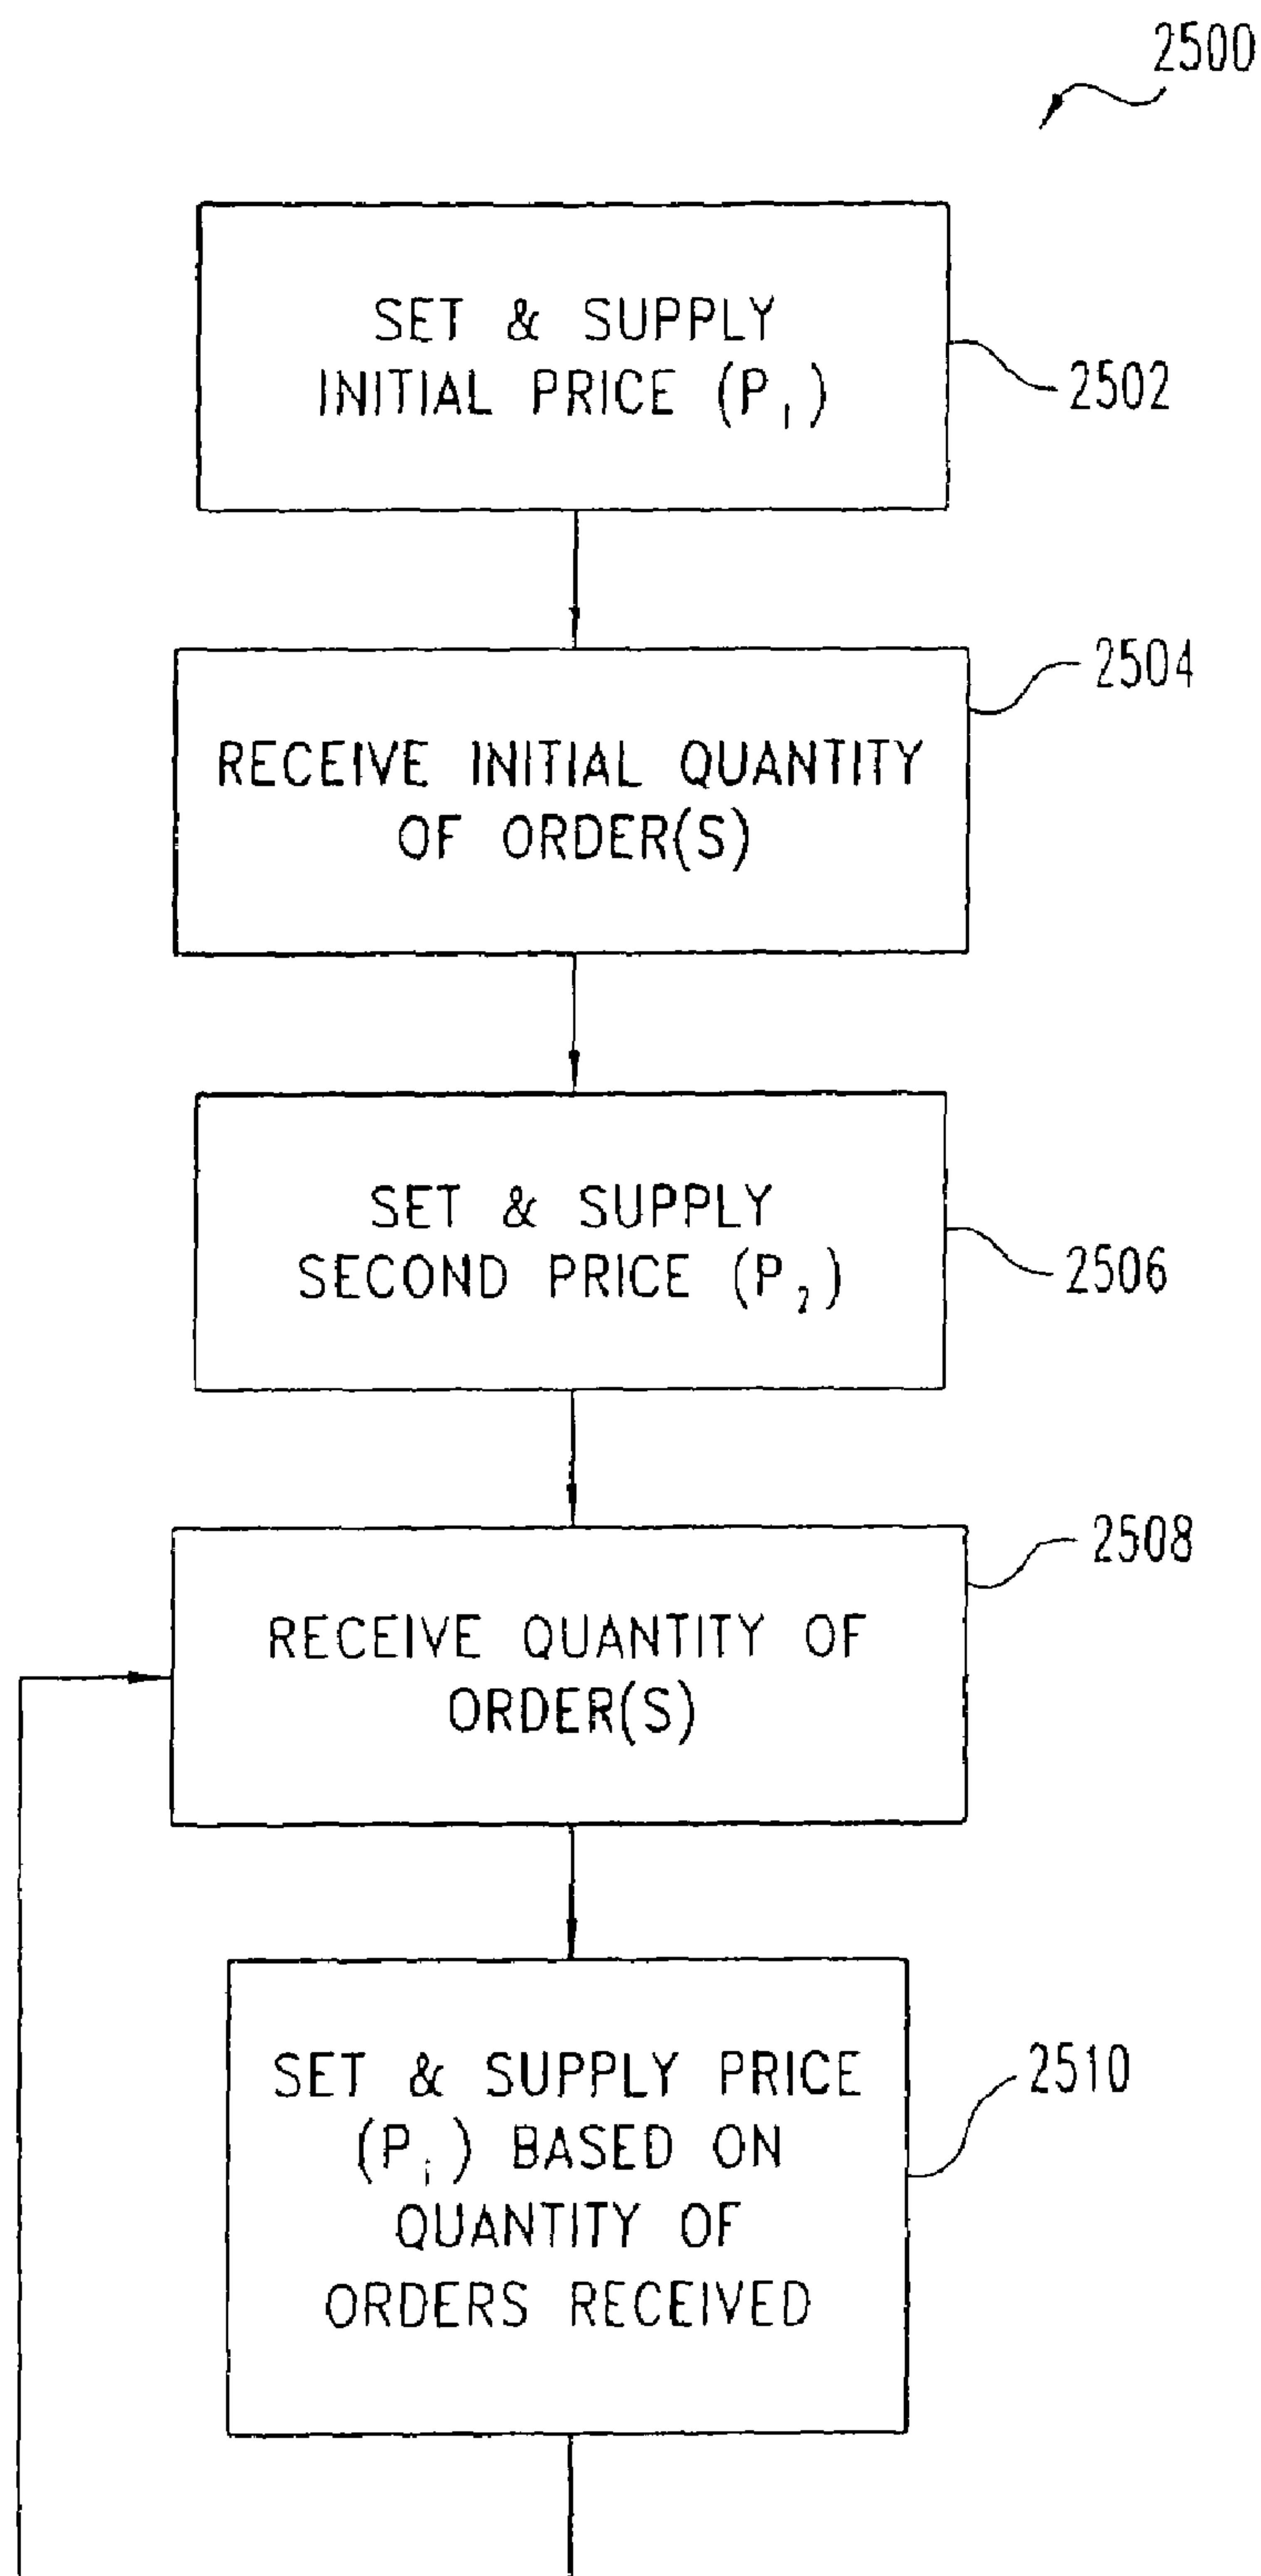 2500
SET & SUPPLY
INITIAL PRICE (P₁)
2502
2504
RECEIVE INITIAL QUANTITY
OF ORDER(S)
SET & SUPPLY
SECOND PRICE (P₂)
2506
2508
RECEIVE QUANTITY OF
ORDER(S)
SET & SUPPLY PRICE
(Pᵢ) BASED ON
QUANTITY OF
ORDERS RECEIVED
2510